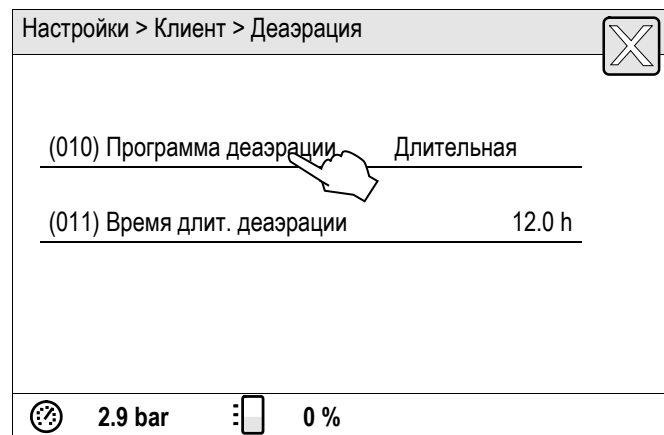 Настройки > Клиент > Деаэрация
(010) Программа деаэрации Длительная
(011) Время длит. деаэрации 12.0 h
2.9 bar 0 %